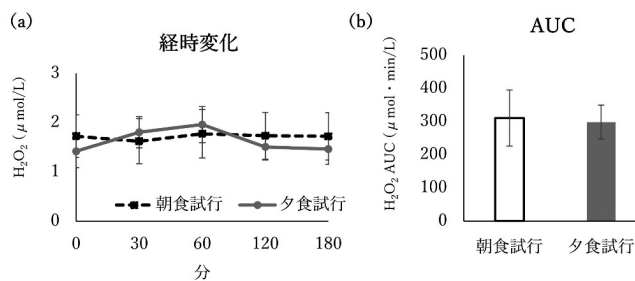 (a)
経時変化
H₂O₂ (μmol/L)
3
2
1
0
朝食試行
夕食試行
0 30 60 120 180
分
(b)
AUC
H₂O₂ AUC (μmol・min/L)
500
400
300
200
100
0
朝食試行 夕食試行